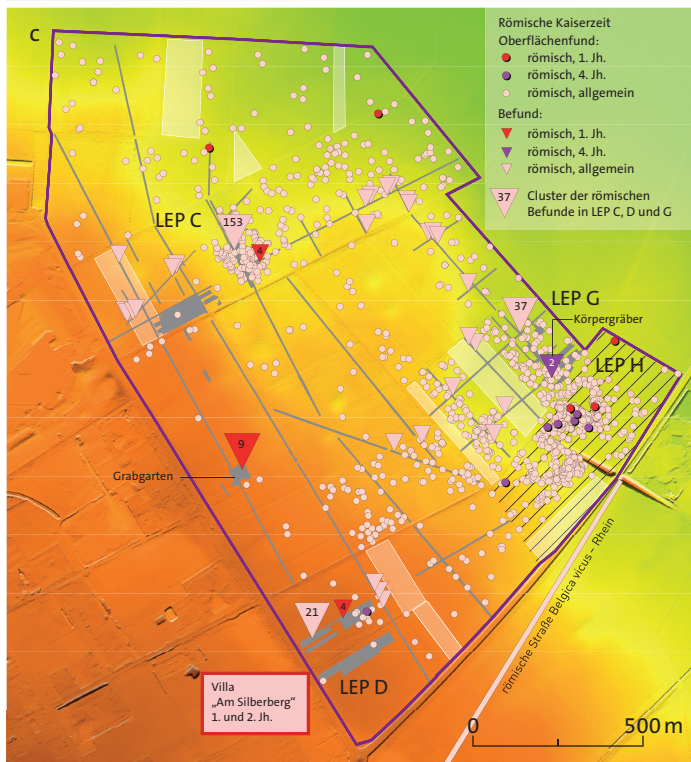 C
Römische Kaiserzeit
Oberflächenfund:
römisch, 1. Jh.
römisch, 4. Jh.
römisch, allgemein
Befund:
römisch, 1. Jh.
römisch, 4. Jh.
römisch, allgemein
37 Cluster der römischen
Befunde in LEP C, D und G
LEP C
153
4
LEP G
37
Körpergräber
2
LEP H
9
Grabgarten
21
4
LEP D
Villa
„Am Silberberg“
1. und 2. Jh.
römische Straße Belgica vicus – Rhein
0 500 m